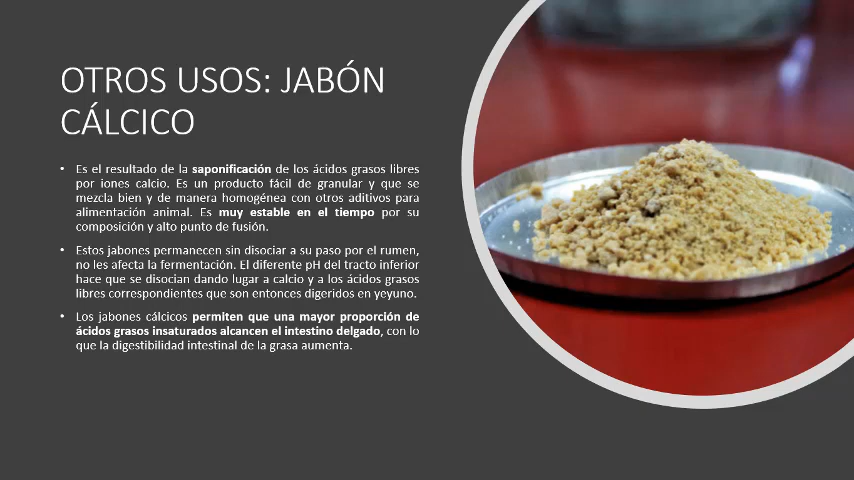 OTROS USOS: JABÓN
CÁLCICO
• Es el resultado de la saponificación de los ácidos grasos libres
por iones calcio. Es un producto fácil de granular y que se
mezcla bien y de manera homogénea con otros aditivos para
alimentación animal. Es muy estable en el tiempo por su
composición y alto punto de fusión.
• Estos jabones permanecen sin disociar a su paso por el rumen,
no les afecta la fermentación. El diferente pH del tracto inferior
hace que se disocian dando lugar a calcio y a los ácidos grasos
libres correspondientes que son entonces digeridos en yeyuno.
• Los jabones cálcicos permiten que una mayor proporción de
ácidos grasos insaturados alcancen el intestino delgado, con lo
que la digestibilidad intestinal de la grasa aumenta.